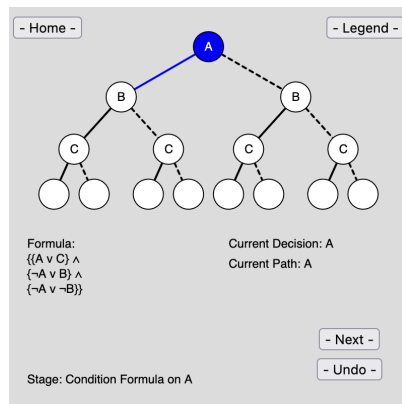 - Home -
- Legend -
A
B
B
C
C
C
C
Formula:
{{A v C} ∧
{¬A v B} ∧
{¬A v ¬B}}
Current Decision: A
Current Path: A
- Next -
- Undo -
Stage: Condition Formula on A